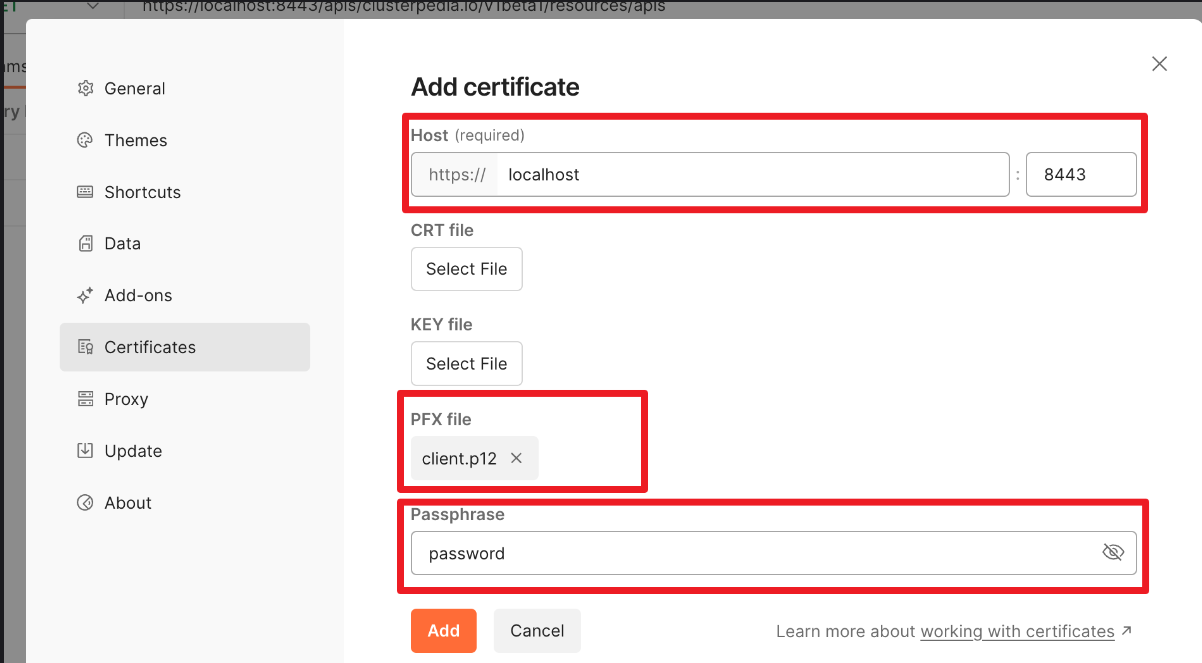 https://localhost:8443/apis/clusterpedia.io/v1beta1/resources/apis
General
Themes
Shortcuts
Data
Add-ons
Certificates
Proxy
Update
About
Add certificate
Host (required)
https:// localhost : 8443
CRT file
Select File
KEY file
Select File
PFX file
client.p12
Passphrase
password
Add Cancel Learn more about working with certificates ↗